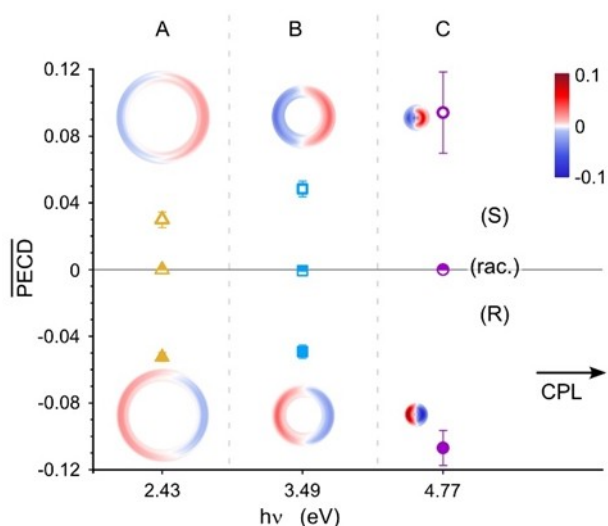 A B C
0.12
0.08
0.04
0
-0.04
-0.08
-0.12
PECD
0.1
0
-0.1
(S)
(rac.)
(R)
CPL
2.43 3.49 4.77
hν (eV)